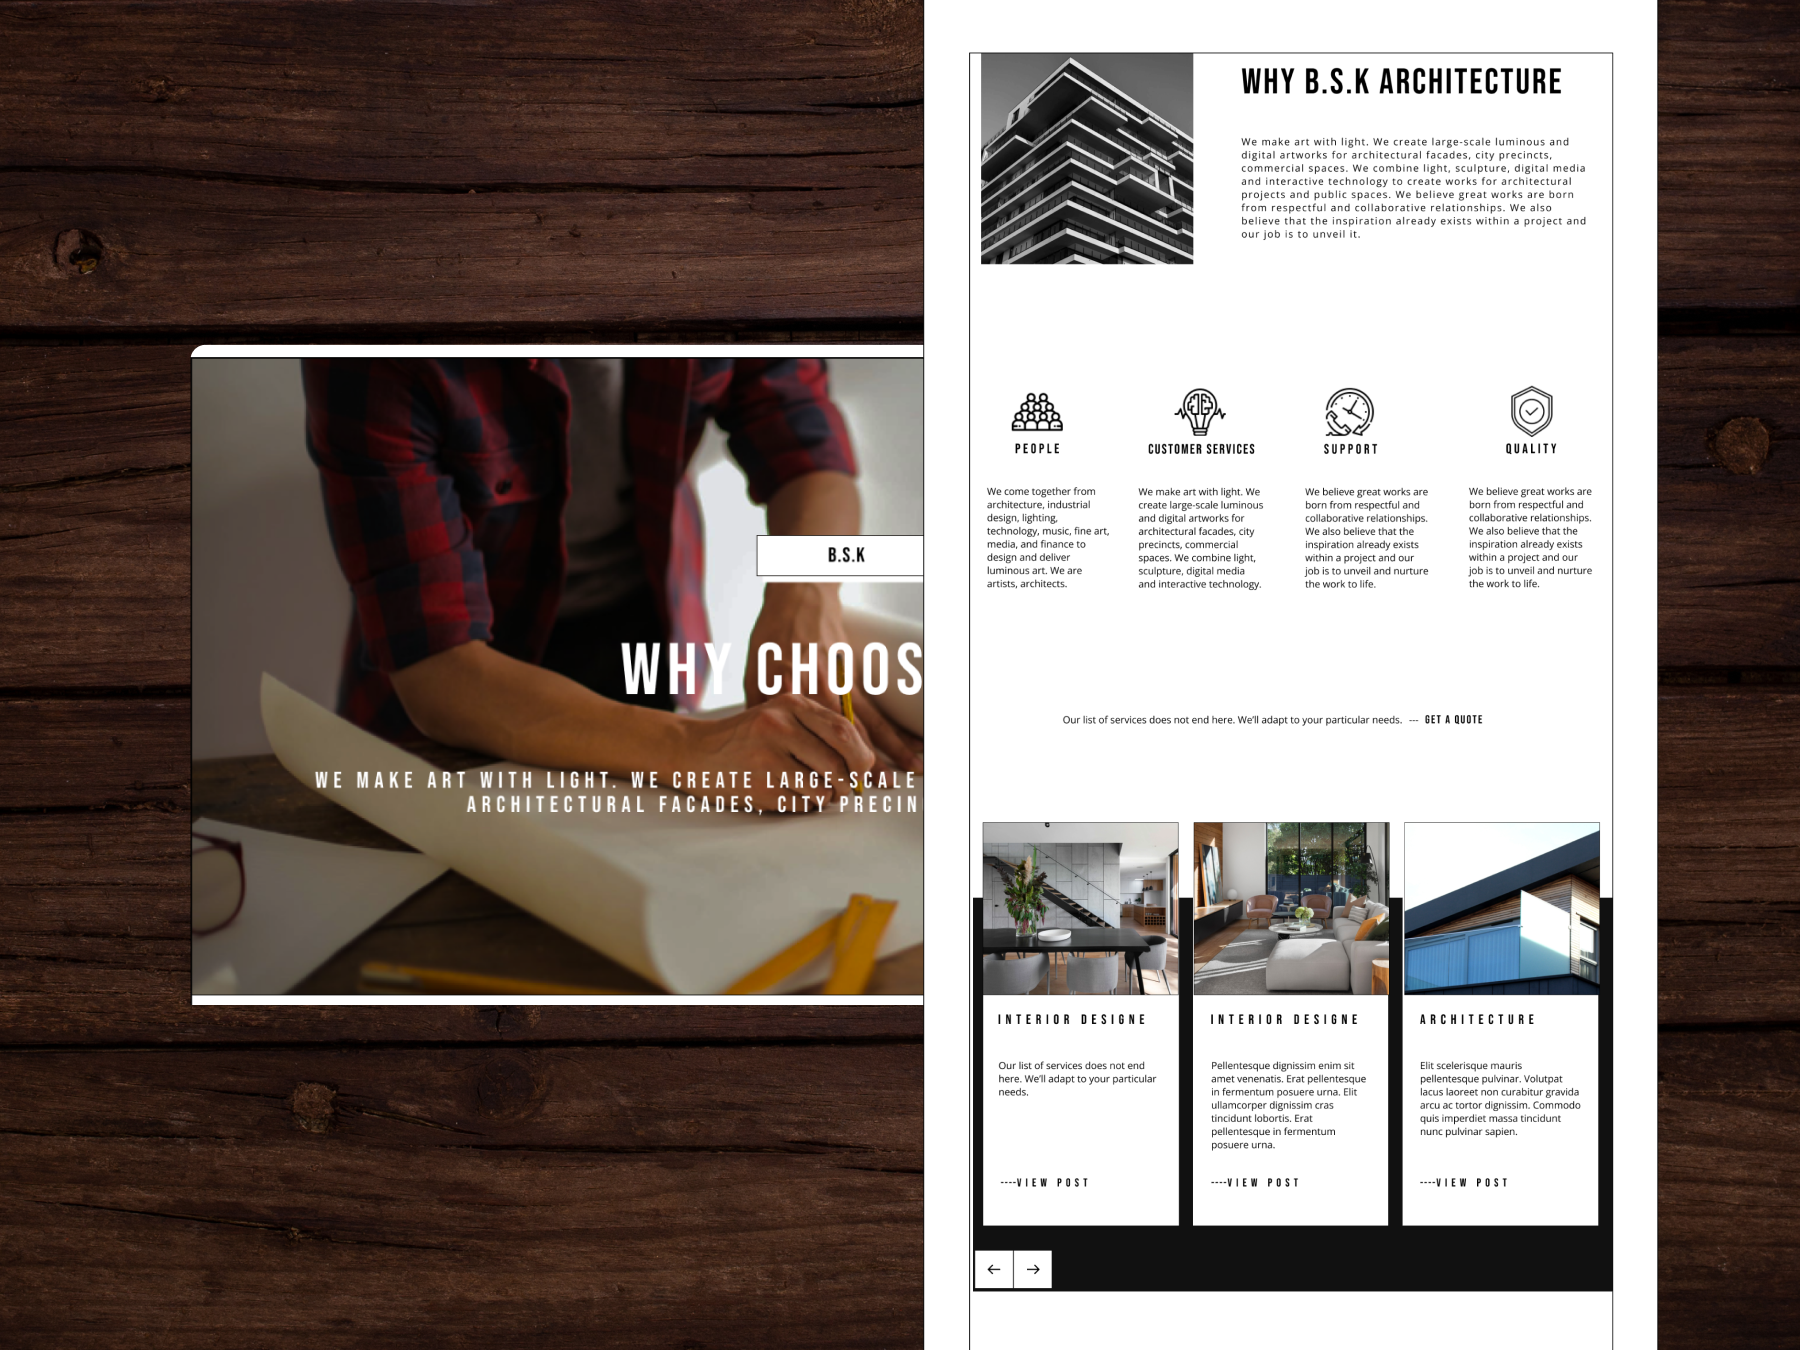 B.S.K
WHY CHOOS
WE MAKE ART WITH LIGHT. WE CREATE LARGE-SCALE
ARCHITECTURAL FACADES, CITY PRECIN
WHY B.S.K ARCHITECTURE
We make art with light. We create large-scale luminous and
digital artworks for architectural facades, city precincts,
commercial spaces. We combine light, sculpture, digital media
and interactive technology to create works for architectural
projects and public spaces. We believe great works are born
from respectful and collaborative relationships. We also
believe that the inspiration already exists within a project and
our job is to unveil it.
PEOPLE
We come together from
architecture, industrial
design, lighting,
technology, music, fine art,
media, and finance to
design and deliver
luminous art. We are
artists, architects.
CUSTOMER SERVICES
We make art with light. We
create large-scale luminous
and digital artworks for
architectural facades, city
precincts, commercial
spaces. We combine light,
sculpture, digital media
and interactive technology.
SUPPORT
We believe great works are
born from respectful and
collaborative relationships.
We also believe that the
inspiration already exists
within a project and our
job is to unveil and nurture
the work to life.
QUALITY
We believe great works are
born from respectful and
collaborative relationships.
We also believe that the
inspiration already exists
within a project and our
job is to unveil and nurture
the work to life.
Our list of services does not end here. We'll adapt to your particular needs. --- GET A QUOTE
INTERIOR DESIGNE
Our list of services does not end
here. We'll adapt to your particular
needs.
----VIEW POST
INTERIOR DESIGNE
Pellentesque dignissim enim sit
amet venenatis. Erat pellentesque
in fermentum posuere urna. Elit
ullamcorper dignissim cras
tincidunt lobortis. Erat
pellentesque in fermentum
posuere urna.
----VIEW POST
ARCHITECTURE
Elit scelerisque mauris
pellentesque pulvinar. Volutpat
lacus laoreet non curabitur gravida
arcu ac tortor dignissim. Commodo
quis imperdiet massa tincidunt
nunc pulvinar sapien.
----VIEW POST